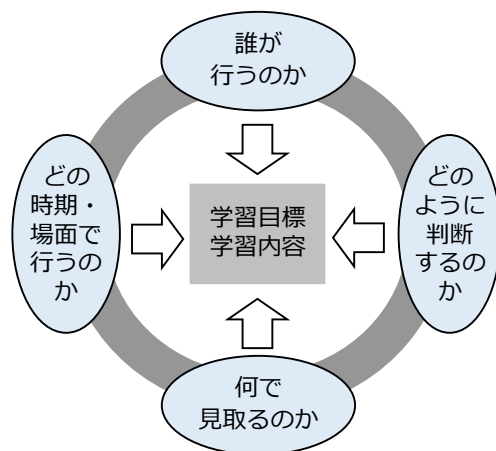 誰が
行うのか
どの
時期・
場面で
行うの
か
学習目標
学習内容
どの
ように
判断
するの
か
何で
見取るのか